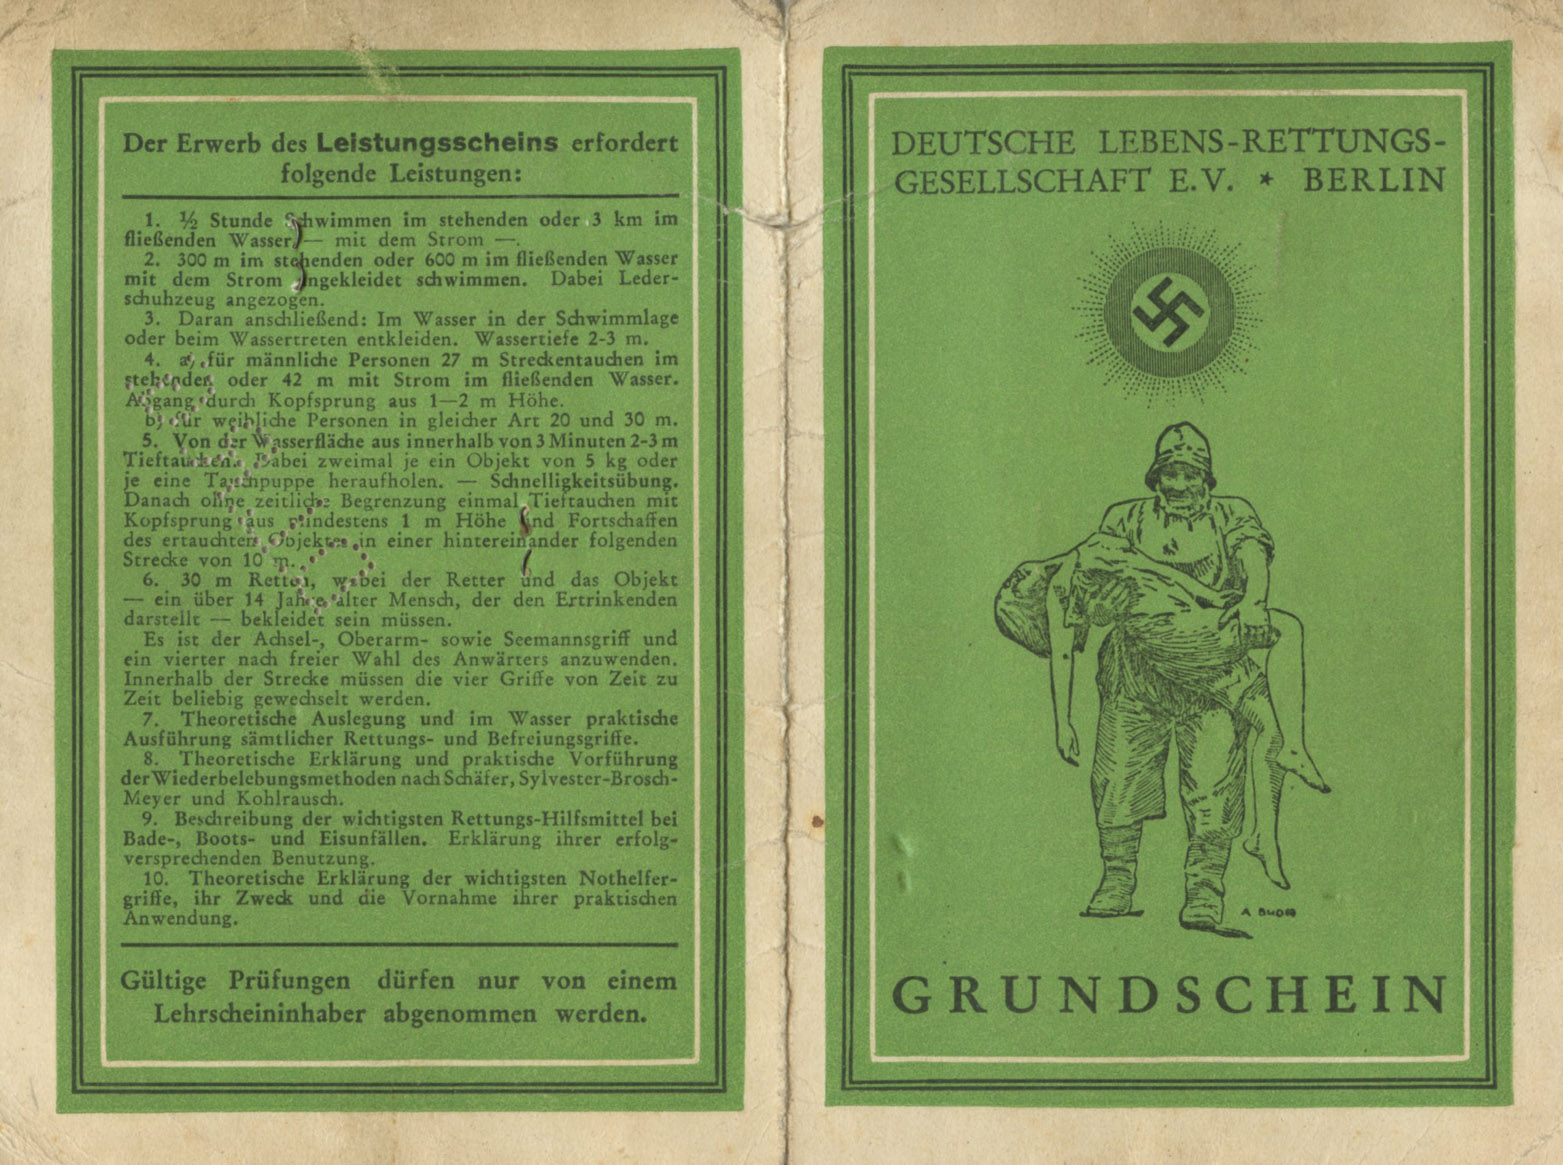 Der Erwerb des Leistungsscheins erfordert
folgende Leistungen:
1. ½ Stunde Schwimmen im stehenden oder 3 km im
fließenden Wasser — mit dem Strom —.
2. 300 m im stehenden oder 600 m im fließenden Wasser
mit dem Strom angekleidet schwimmen. Dabei Leder-
schuhzeug angezogen.
3. Daran anschließend: Im Wasser in der Schwimmlage
oder beim Wassertreten entkleiden. Wassertiefe 2-3 m.
4. a) für männliche Personen 27 m Streckentauchen im
stehenden oder 42 m mit Strom im fließenden Wasser.
Abgang durch Kopfsprung aus 1—2 m Höhe.
b) für weibliche Personen in gleicher Art 20 und 30 m.
5. Von der Wasserfläche aus innerhalb von 3 Minuten 2-3 m
Tieftauchen. Dabei zweimal je ein Objekt von 5 kg oder
je eine Tauchpuppe heraufholen. — Schnelligkeitsübung.
Danach ohne zeitliche Begrenzung einmal Tieftauchen mit
Kopfsprung aus mindestens 1 m Höhe und Fortschaffen
des ertauchten Objektes in einer hintereinander folgenden
Strecke von 10 m.
6. 30 m Retten, wobei der Retter und das Objekt
— ein über 14 Jahre alter Mensch, der den Ertrinkenden
darstellt — bekleidet sein müssen.
Es ist der Achsel-, Oberarm- sowie Seemannsgriff und
ein vierter nach freier Wahl des Anwärters anzuwenden.
Innerhalb der Strecke müssen die vier Griffe von Zeit zu
Zeit beliebig gewechselt werden.
7. Theoretische Auslegung und im Wasser praktische
Ausführung sämtlicher Rettungs- und Befreiungsgriffe.
8. Theoretische Erklärung und praktische Vorführung
der Wiederbelebungsmethoden nach Schäfer, Sylvester-Brosch-
Meyer und Kohlrausch.
9. Beschreibung der wichtigsten Rettungs-Hilfsmittel bei
Bade-, Boots- und Eisunfällen. Erklärung ihrer erfolg-
versprechenden Benutzung.
10. Theoretische Erklärung der wichtigsten Nothelfer-
griffe, ihr Zweck und die Vornahme ihrer praktischen
Anwendung.
Gültige Prüfungen dürfen nur von einem
Lehrscheininhaber abgenommen werden.
DEUTSCHE LEBENS-RETTUNGS-
GESELLSCHAFT E.V. ★ BERLIN
GRUNDSCHEIN